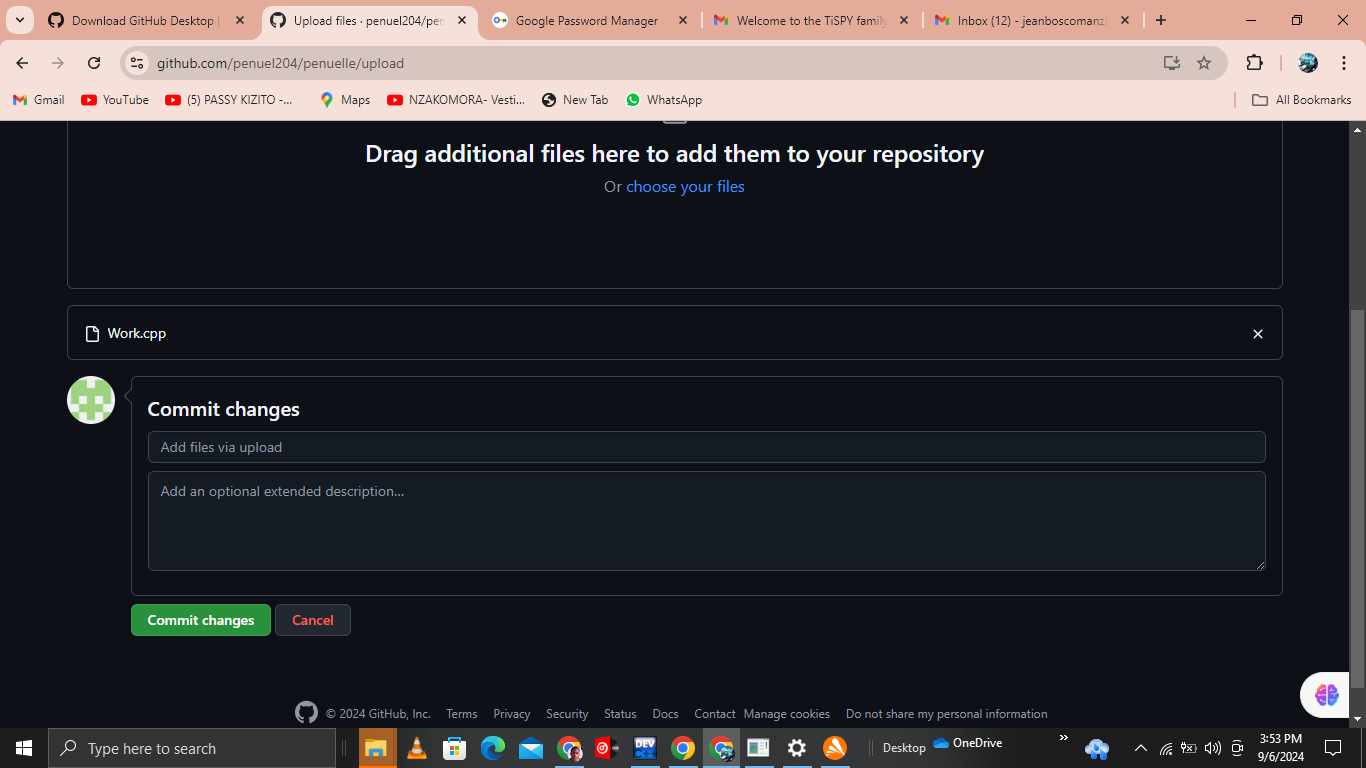 Download GitHub Desktop |
Upload files · penuel204/pen
Google Password Manager
Welcome to the TiSPY family
Inbox (12) - jeanboscomanzi
github.com/penuel204/penuelle/upload
Gmail
YouTube
(5) PASSY KIZITO -...
Maps
NZAKOMORA- Vesti...
New Tab
WhatsApp
All Bookmarks
Drag additional files here to add them to your repository
Or choose your files
Work.cpp
Commit changes
Add files via upload
Add an optional extended description...
Commit changes
Cancel
© 2024 GitHub, Inc.
Terms
Privacy
Security
Status
Docs
Contact
Manage cookies
Do not share my personal information
Type here to search
DEV
Desktop
OneDrive
3:53 PM
9/6/2024